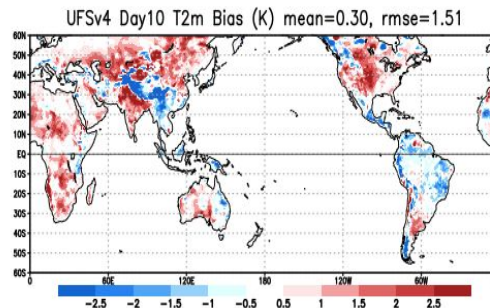 UFSv4 Day10 T2m Bias (K) mean=0.30, rmse=1.51
60N
50N
40N
30N
20N
10N
EQ
10S
20S
30S
40S
50S
60S
0 60E 120E 180 120W 60W 0
-2.5 -2 -1.5 -1 -0.5 0.5 1 1.5 2 2.5